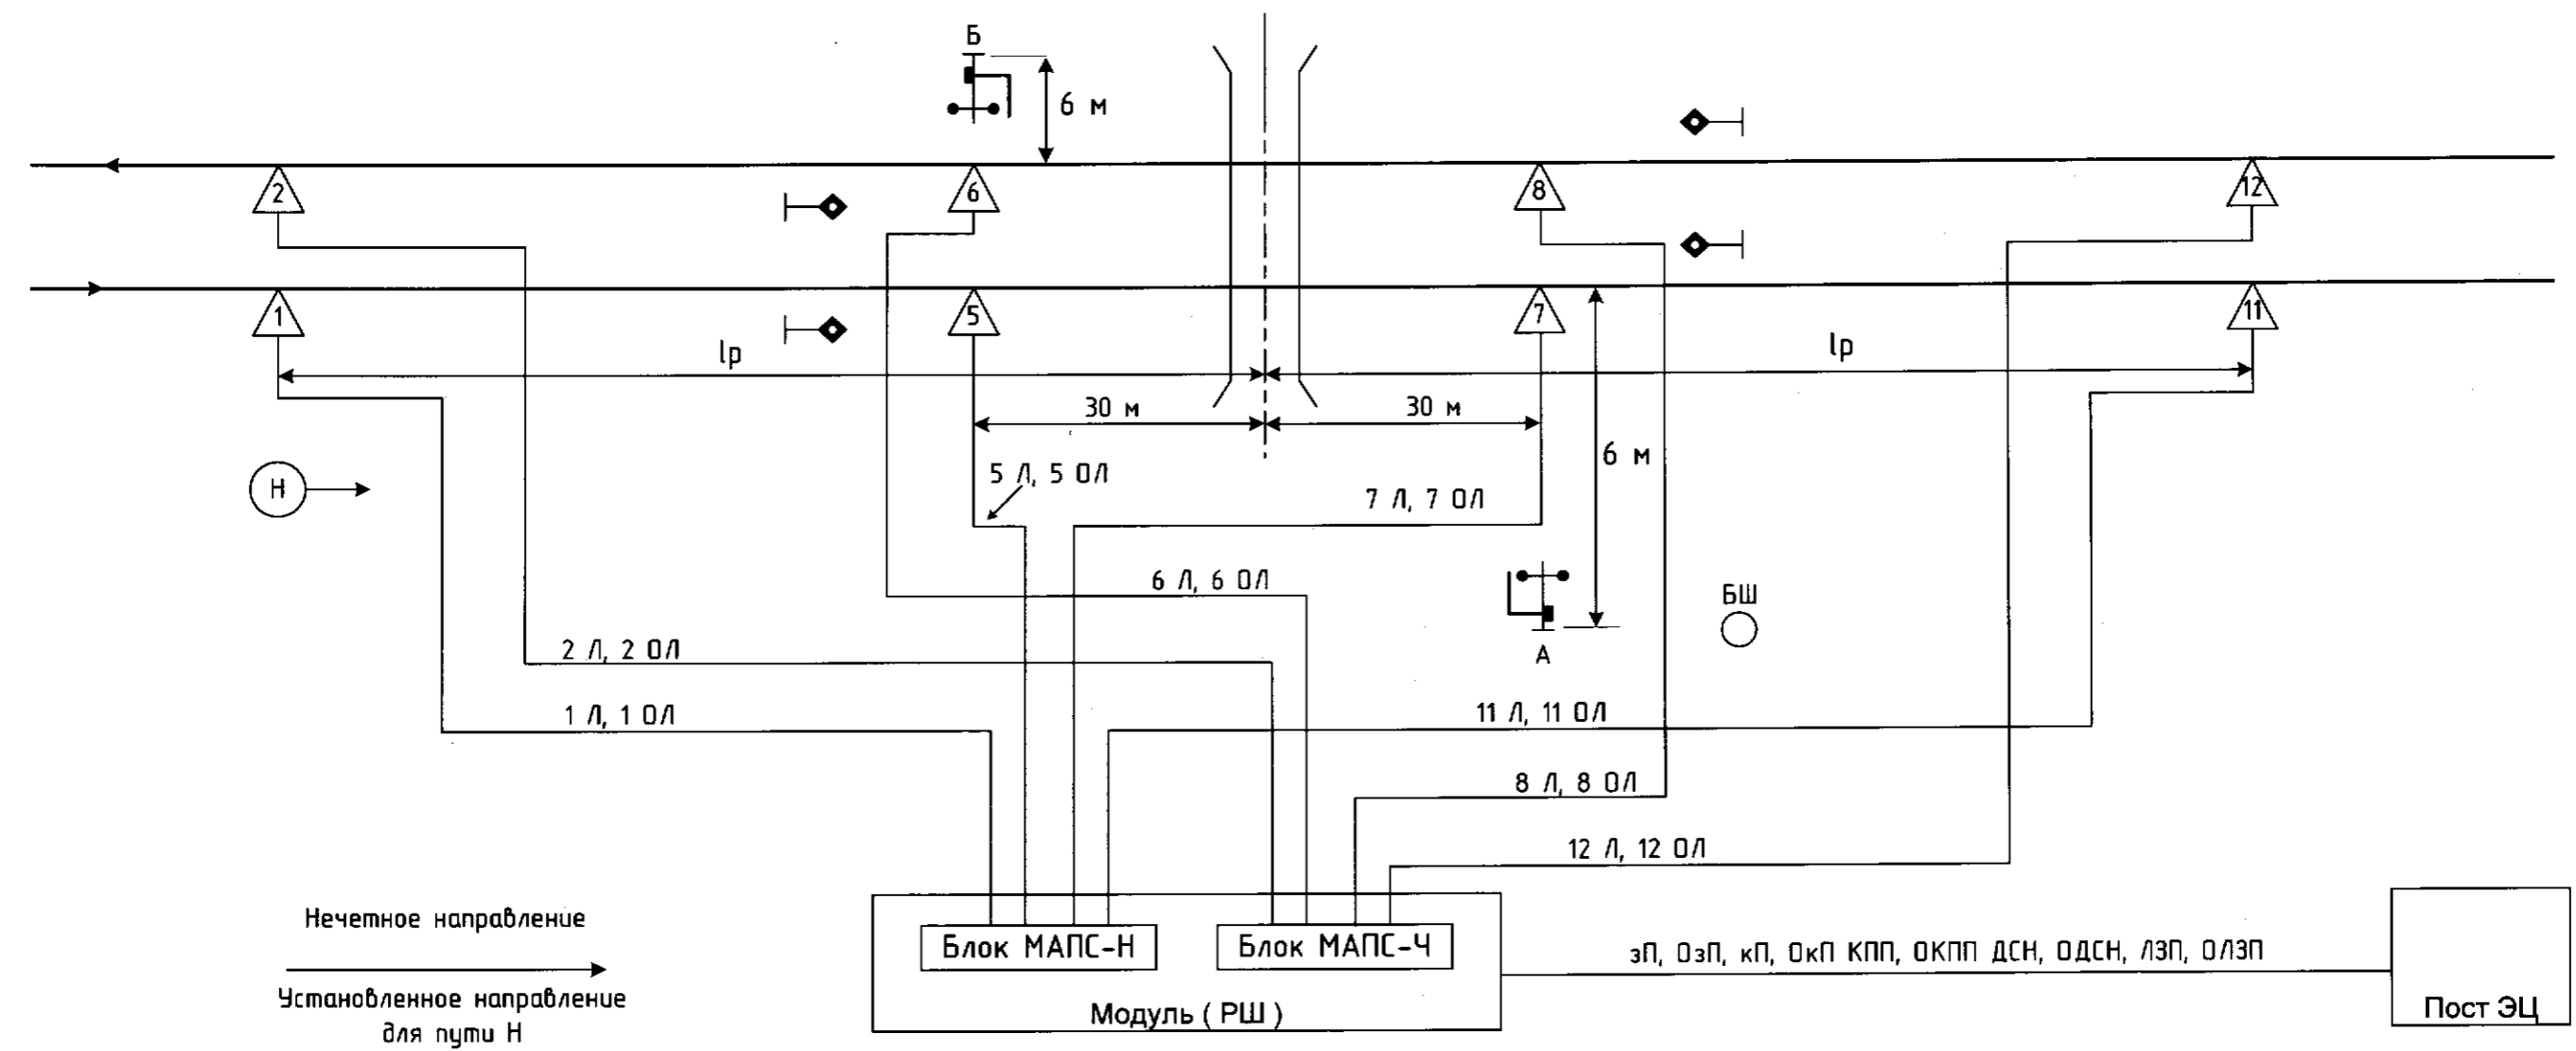 Б
6 м
2
6
8
12
1
5
7
11
lр
lр
30 м
30 м
6 м
Н
5 Л, 5 ОЛ
7 Л, 7 ОЛ
6 Л, 6 ОЛ
БШ
2 Л, 2 ОЛ
А
1 Л, 1 ОЛ
11 Л, 11 ОЛ
8 Л, 8 ОЛ
12 Л, 12 ОЛ
Нечетное направление
Установленное направление
для пути Н
Блок МАПС-Н
Блок МАПС-Ч
Модуль ( РШ )
зП, ОзП, кП, ОкП КПП, ОКПП ДСН, ОДСН, ЛЗП, ОЛЗП
Пост ЭЦ